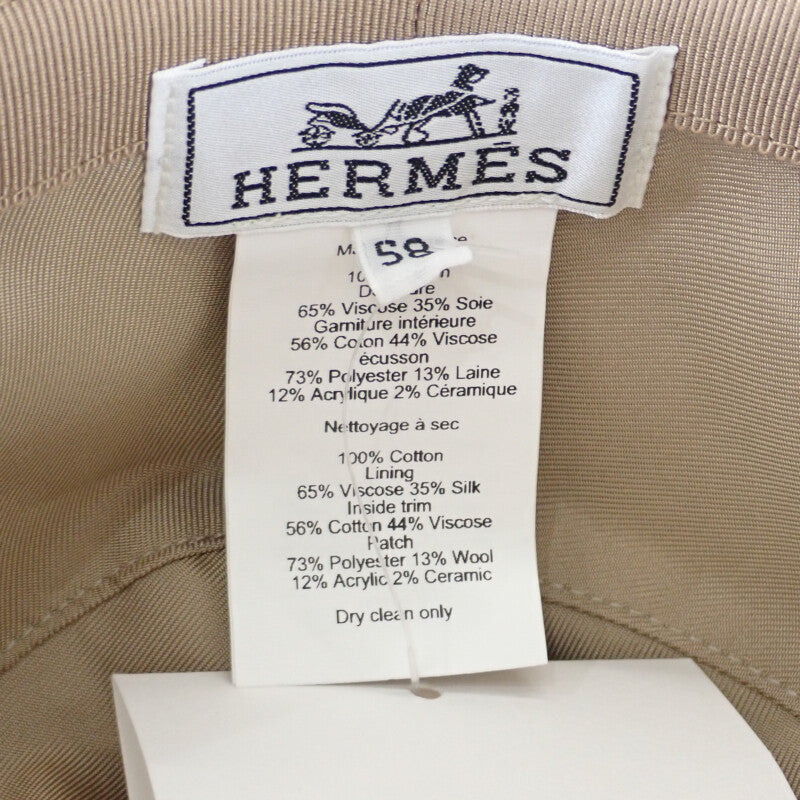 HERMÈS
58
65% Viscose 35% Soie
Garniture intérieure
56% Coton 44% Viscose
écusson
73% Polyester 13% Laine
12% Acrylique 2% Céramique
Nettoyage à sec
100% Cotton
Lining
65% Viscose 35% Silk
Inside trim
56% Cotton 44% Viscose
Patch
73% Polyester 13% Wool
12% Acrylic 2% Ceramic
Dry clean only